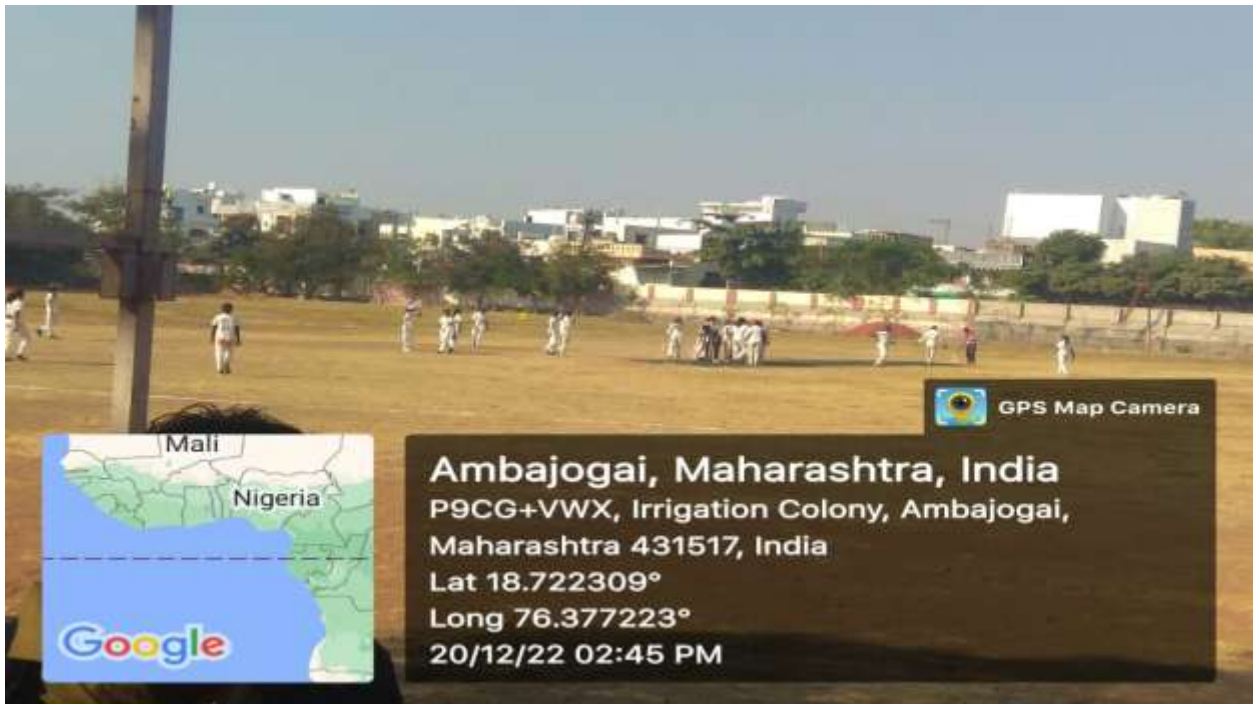 GPS Map Camera
Mali
Nigeria
Google
Ambajogai, Maharashtra, India
P9CG+VWX, Irrigation Colony, Ambajogai,
Maharashtra 431517, India
Lat 18.722309°
Long 76.377223°
20/12/22 02:45 PM